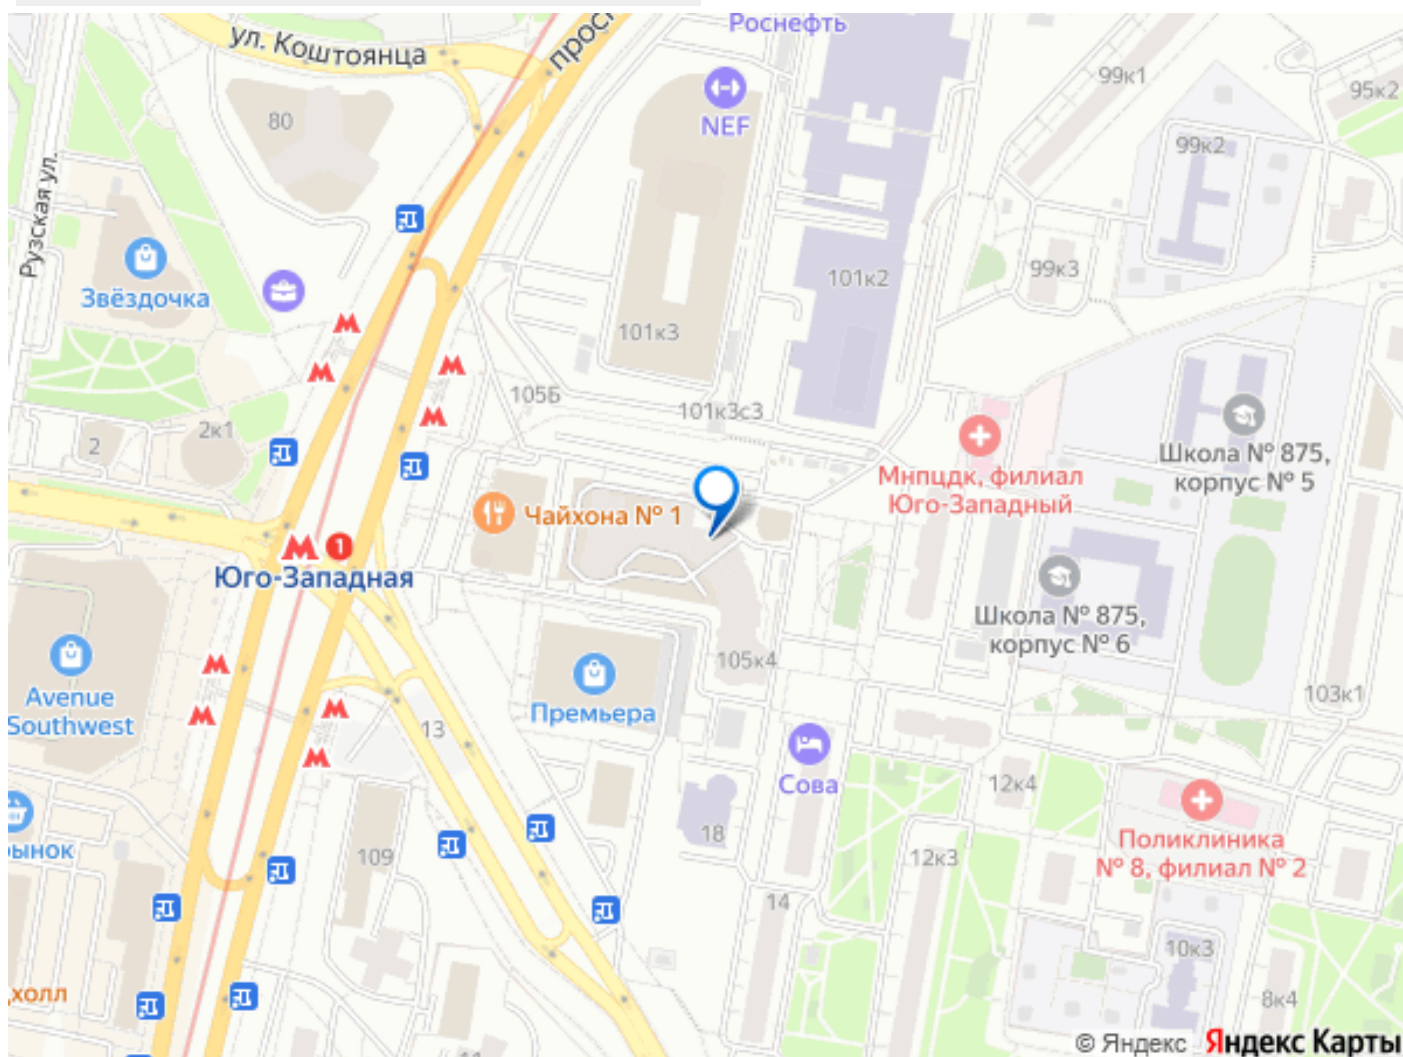 Роснефть
ул. Коштоянца
99к1
95к2
80
NEF
99к2
Рузская ул.
99к3
101к2
Звёздочка
101к3
105Б
101к3с3
2к1
2
Школа № 875,
корпус № 5
Мнпцдк, филиал
Юго-Западный
Чайхона № 1
1
Юго-Западная
Школа № 875,
корпус № 6
105к4
Avenue
Southwest
Премьера
103к1
13
Сова
12к4
18
Поликлиника
№ 8, филиал № 2
109
12к3
14
10к3
8к4
© Яндекс Яндекс Карты